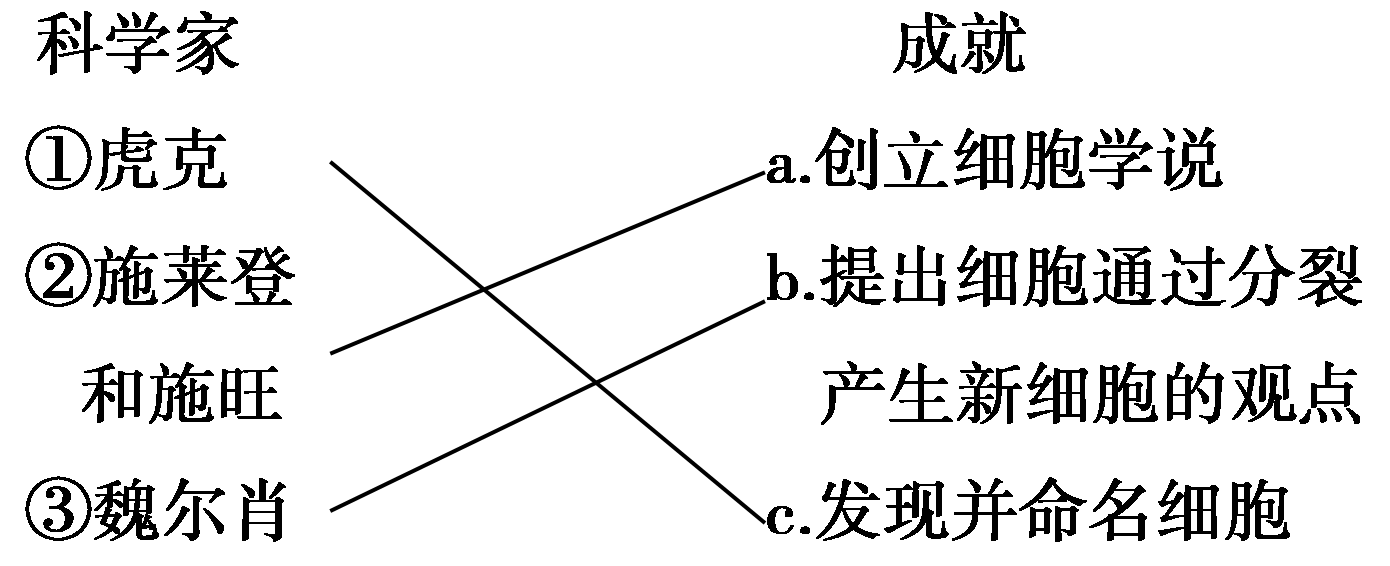 科学家 成就
①虎克 a.创立细胞学说
②施莱登 b.提出细胞通过分裂
和施旺 产生新细胞的观点
③魏尔肖 c.发现并命名细胞